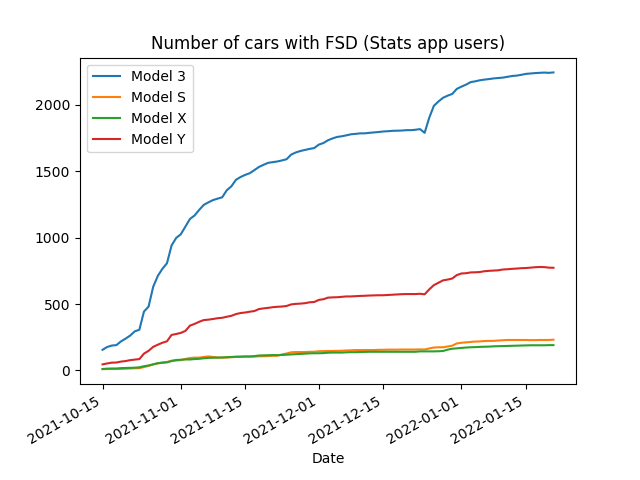 Number of cars with FSD (Stats app users)
Model 3
Model S
Model X
Model Y
2000
1500
1000
500
0
2021-10-15
2021-11-01
2021-11-15
2021-12-01
2021-12-15
2022-01-01
2022-01-15
Date